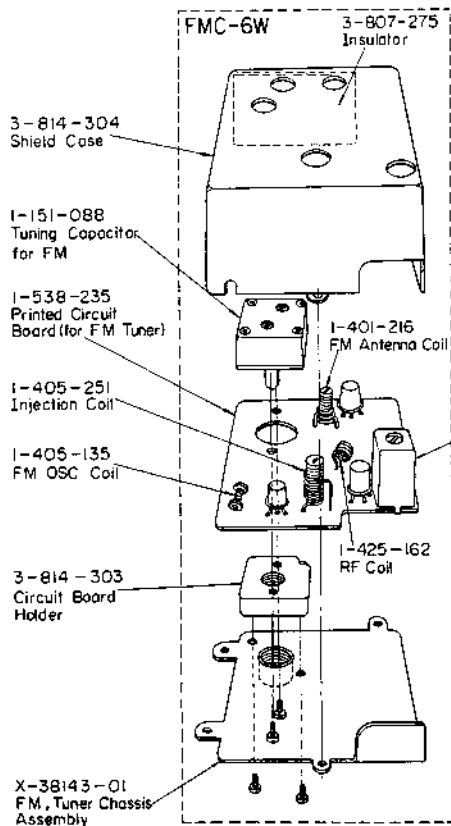 FMC-6W
3-807-275
Insulator
3-814-304
Shield Case
1-151-088
Tuning Capacitor
for FM
1-538-235
Printed Circuit
Board (for FM Tuner)
1-401-216
FM Antenna Coil
1-405-251
Injection Coil
1-405-135
FM OSC Coil
1-425-162
RF Coil
3-814-303
Circuit Board
Holder
X-38143-01
FM, Tuner Chassis
Assembly